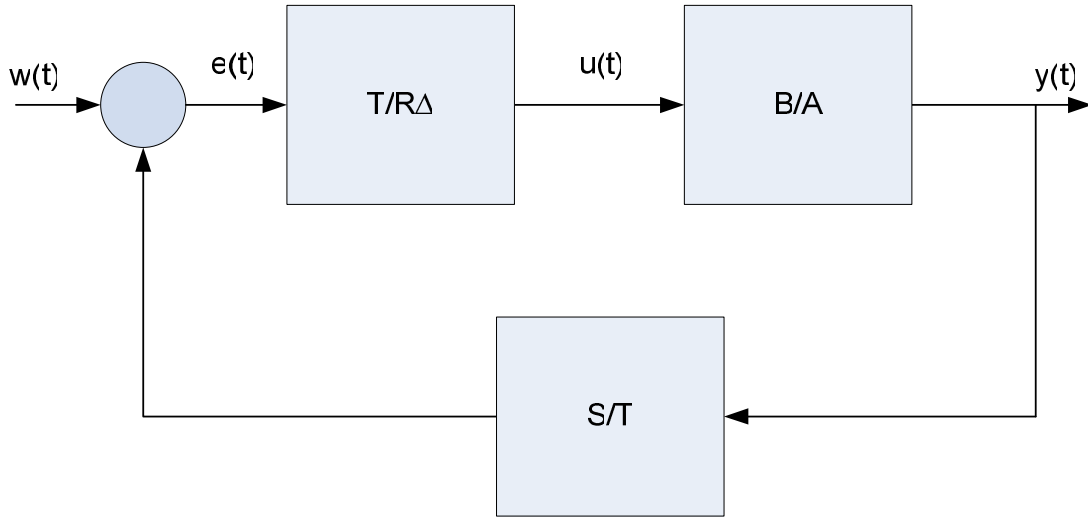 w(t)
e(t)
T/RΔ
u(t)
B/A
y(t)
S/T